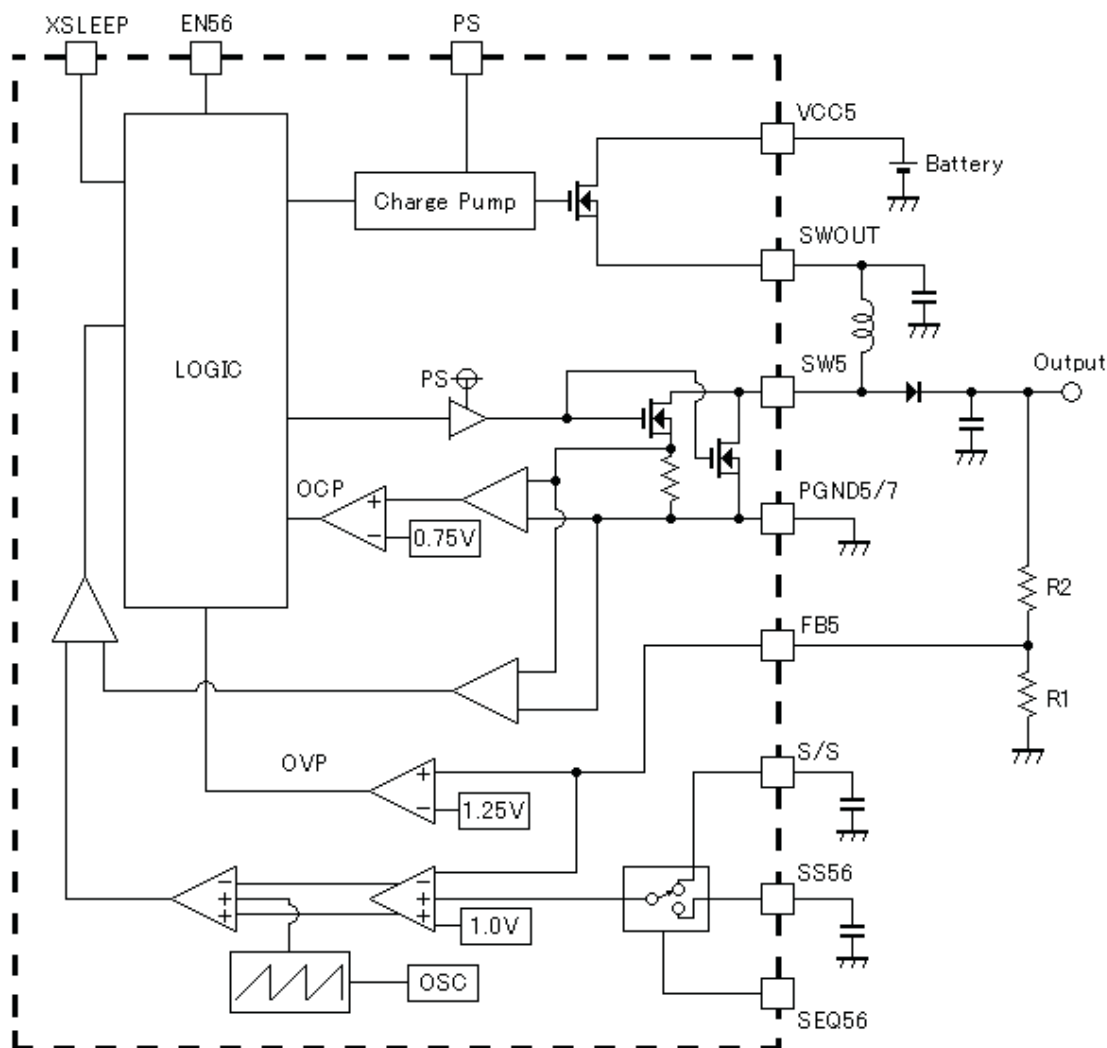 XSLEEP
EN56
PS
VCC5
Battery
Charge Pump
SWOUT
LOGIC
PS
SW5
Output
OCP
+
−
0.75V
PGND5/7
R2
FB5
R1
S/S
OVP
+
−
1.25V
SS56
−
+
+
−
+
+
1.0V
OSC
SEQ56